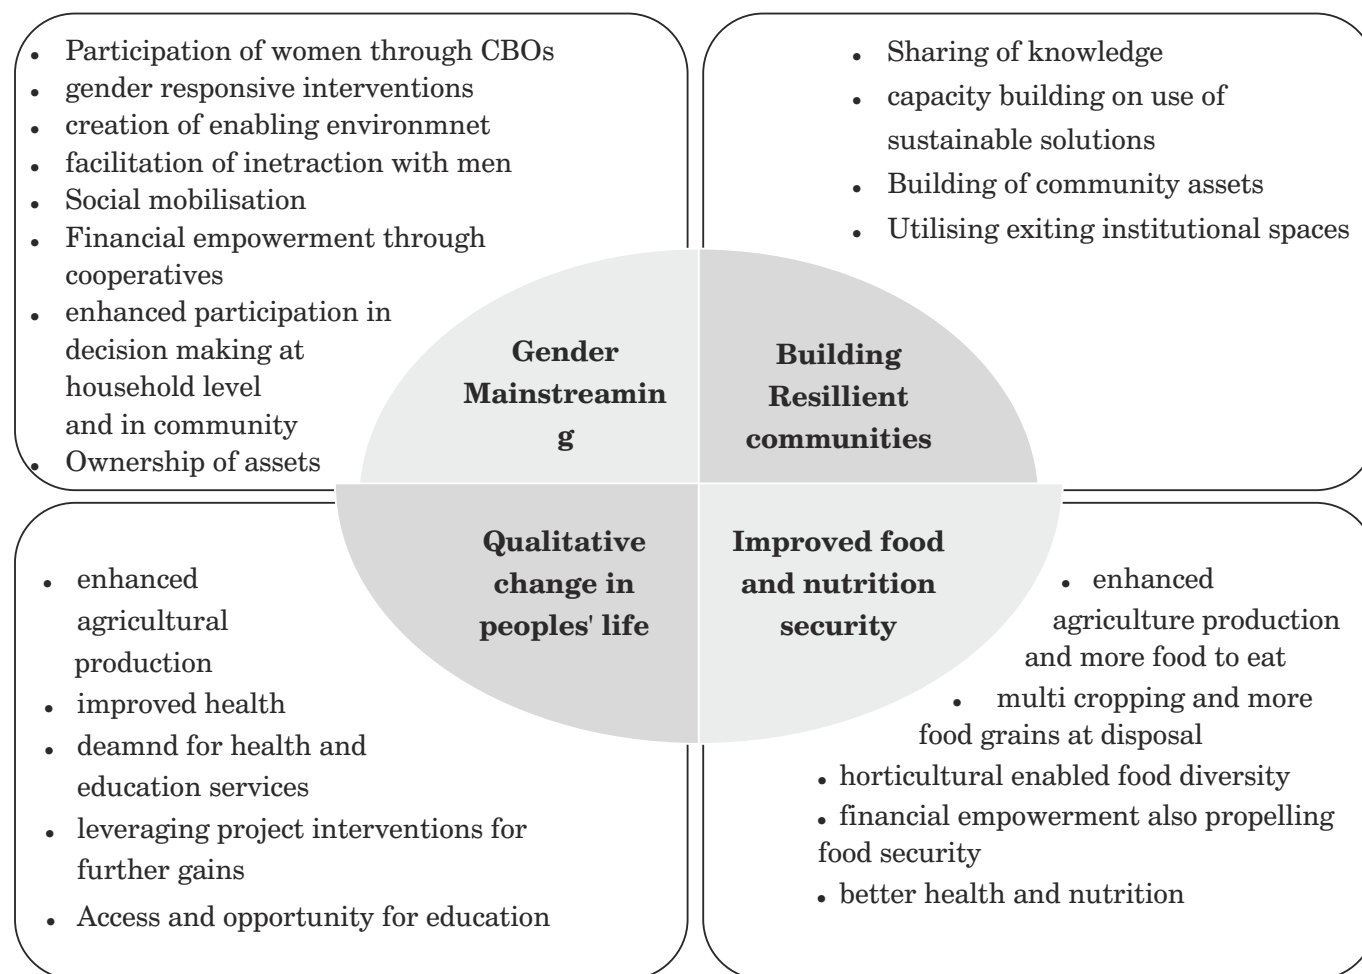 • Participation of women through CBOs
• gender responsive interventions
• creation of enabling environmnet
• facilitation of inetraction with men
• Social mobilisation
• Financial empowerment through
cooperatives
• enhanced participation in
decision making at
household level
and in community
• Ownership of assets
• Sharing of knowledge
• capacity building on use of
sustainable solutions
• Building of community assets
• Utilising exiting institutional spaces
Gender
Mainstreamin
g
Building
Resillient
communities
Qualitative
change in
peoples' life
Improved food
and nutrition
security
• enhanced
agricultural
production
• improved health
• deamnd for health and
education services
• leveraging project interventions for
further gains
• Access and opportunity for education
• enhanced
agriculture production
and more food to eat
• multi cropping and more
food grains at disposal
• horticultural enabled food diversity
• financial empowerment also propelling
food security
• better health and nutrition